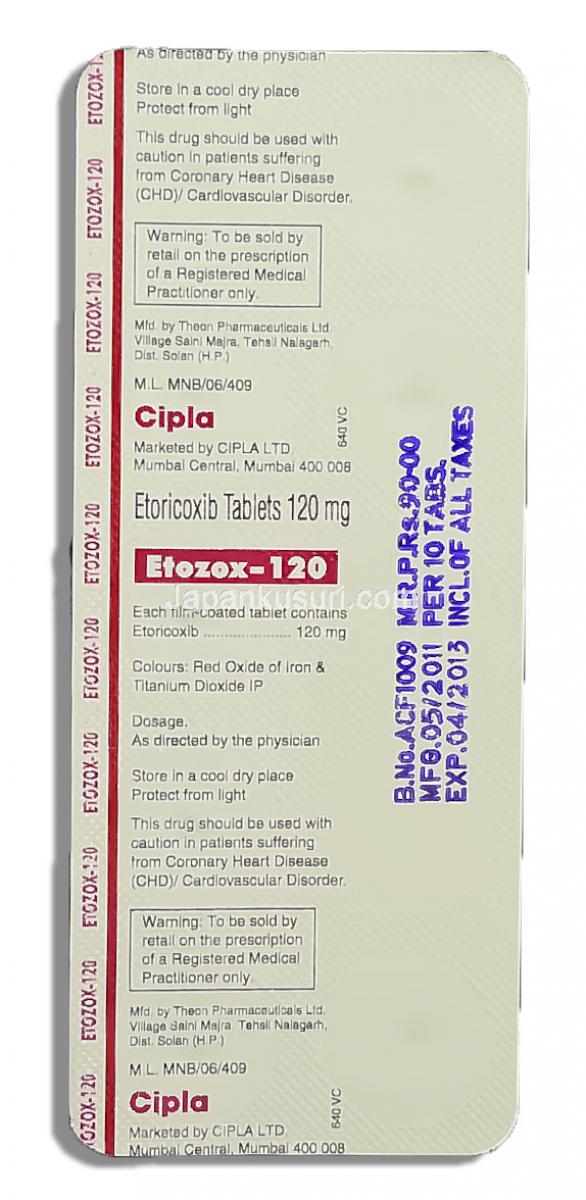 As directed by the physician
Store in a cool dry place
Protect from light
This drug should be used with
caution in patients suffering
from Coronary Heart Disease
(CHD)/ Cardiovascular Disorder.
Warning: To be sold by
retail on the prescription
of a Registered Medical
Practitioner only.
Mfd. by Theon Pharmaceuticals Ltd.
Village Saini Majra, Tehsil Nalagarh,
Dist. Solan (H.P.)
M.L. MNB/06/409
Cipla
640 VC
Marketed by CIPLA LTD.
Mumbai Central, Mumbai 400 008
Etoricoxib Tablets 120 mg
Etozox-120
Japankusuri.com
Each film-coated tablet contains
Etoricoxib ...................... 120 mg
Colours: Red Oxide of Iron &
Titanium Dioxide IP
Dosage.
As directed by the physician
Store in a cool dry place
Protect from light
This drug should be used with
caution in patients suffering
from Coronary Heart Disease
(CHD)/ Cardiovascular Disorder.
Warning: To be sold by
retail on the prescription
of a Registered Medical
Practitioner only.
Mfd. by Theon Pharmaceuticals Ltd.
Village Saini Majra, Tehsil Nalagarh,
Dist. Solan (H.P.)
M.L. MNB/06/409
Cipla
640 VC
Marketed by CIPLA LTD.
Mumbai Central, Mumbai 400 008
ETOZOX-120 ETOZOX-120 ETOZOX-120 ETOZOX-120 ETOZOX-120 ETOZOX-120 ETOZOX-120 ETOZOX-120 ETOZOX-120 ETOZOX-1
B.No.ACF1009 M.R.P.Rs.90-00
MFG.05/2011 PER 10 TABS.
EXP.04/2013 INCL.OF ALL TAXES